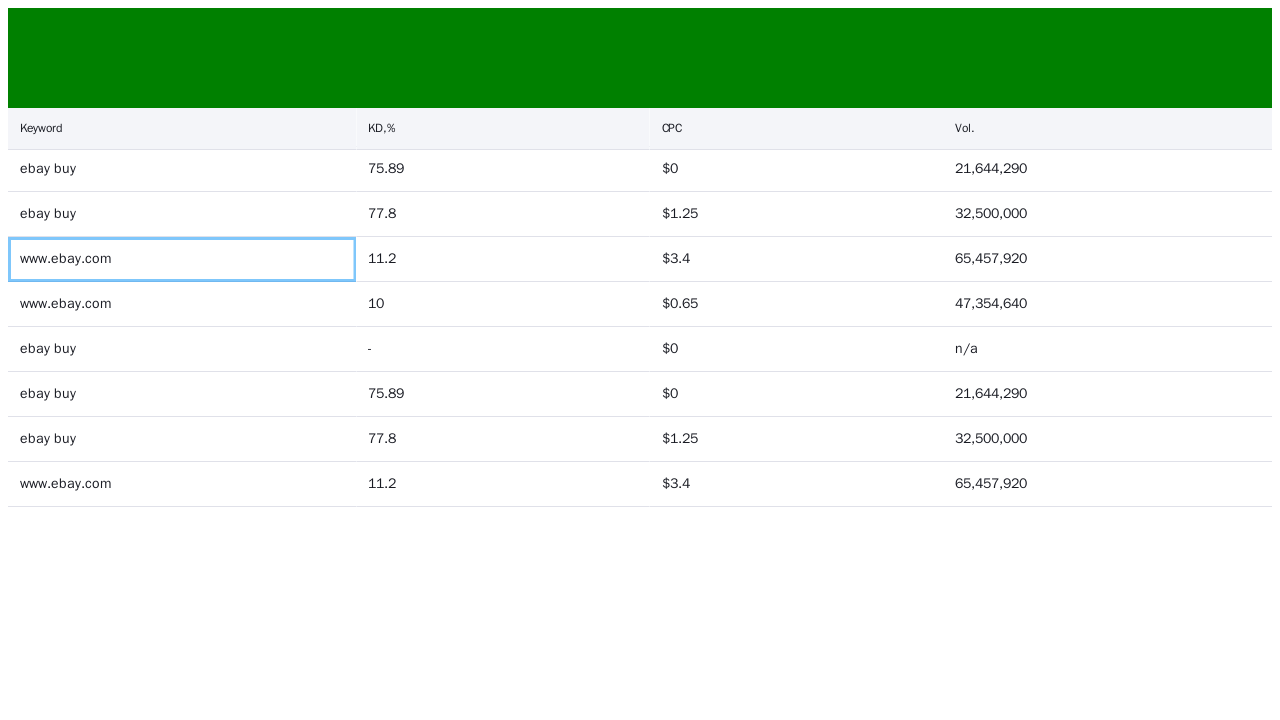 Keyword KD,% CPC Vol.
ebay buy 75.89 $0 21,644,290
ebay buy 77.8 $1.25 32,500,000
www.ebay.com 11.2 $3.4 65,457,920
www.ebay.com 10 $0.65 47,354,640
ebay buy - $0 n/a
ebay buy 75.89 $0 21,644,290
ebay buy 77.8 $1.25 32,500,000
www.ebay.com 11.2 $3.4 65,457,920